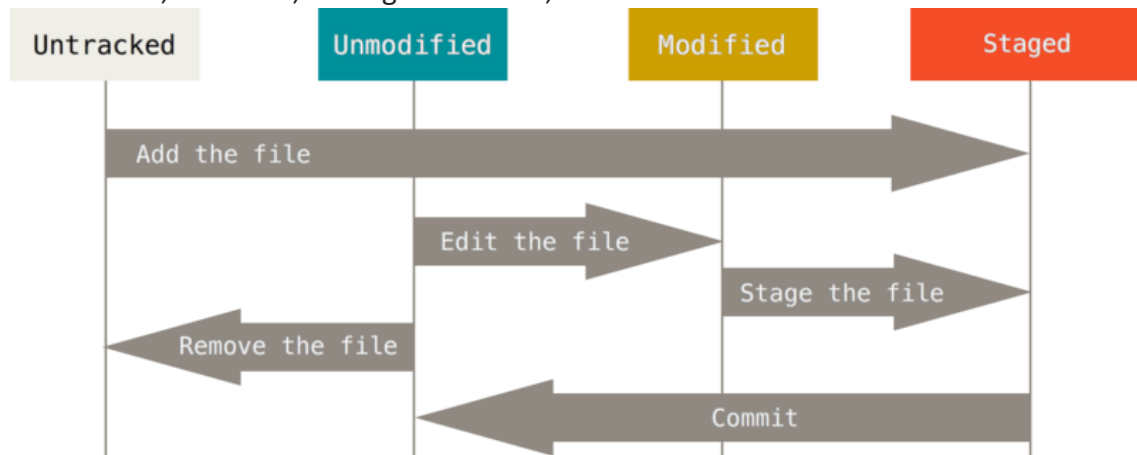 Untracked
Unmodified
Modified
Staged
Add the file
Edit the file
Stage the file
Remove the file
Commit